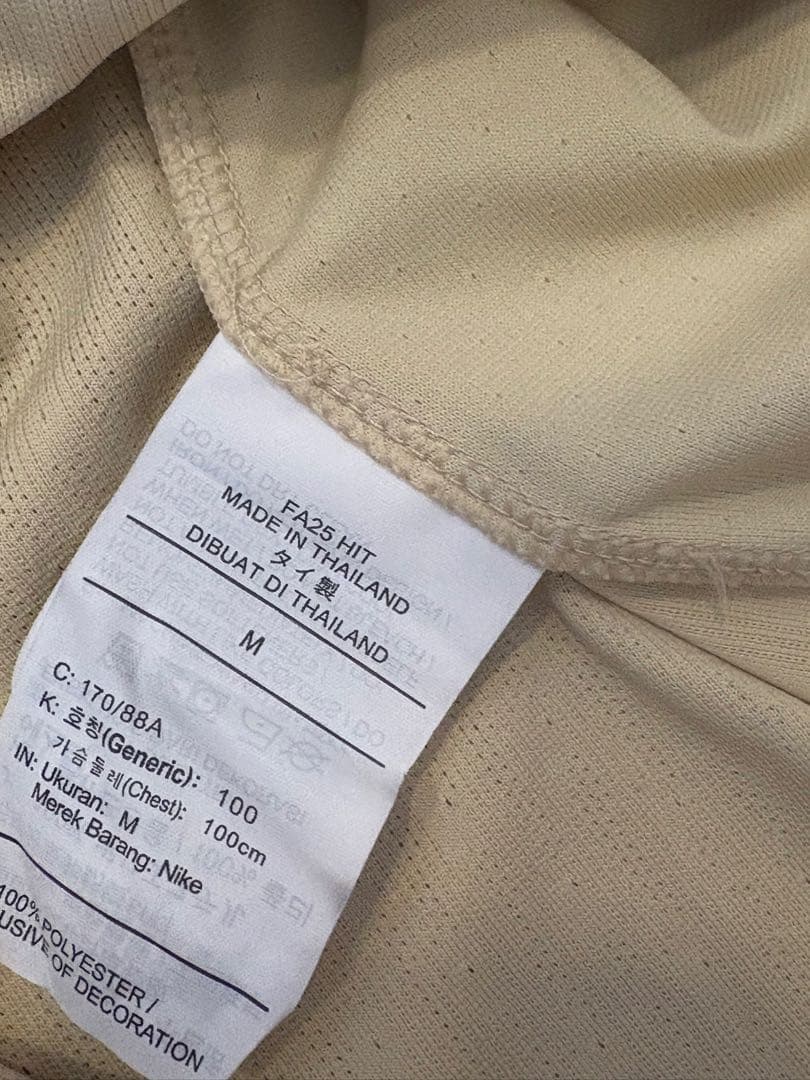 FA25 HIT
MADE IN THAILAND
タイ製
DIBUAT DI THAILAND
M
C: 170/88A
K: 호칭(Generic): 100
가슴둘레(Chest): 100cm
IN: Ukuran: M
Merek Barang: Nike
100% POLYESTER /
OF DECORATION